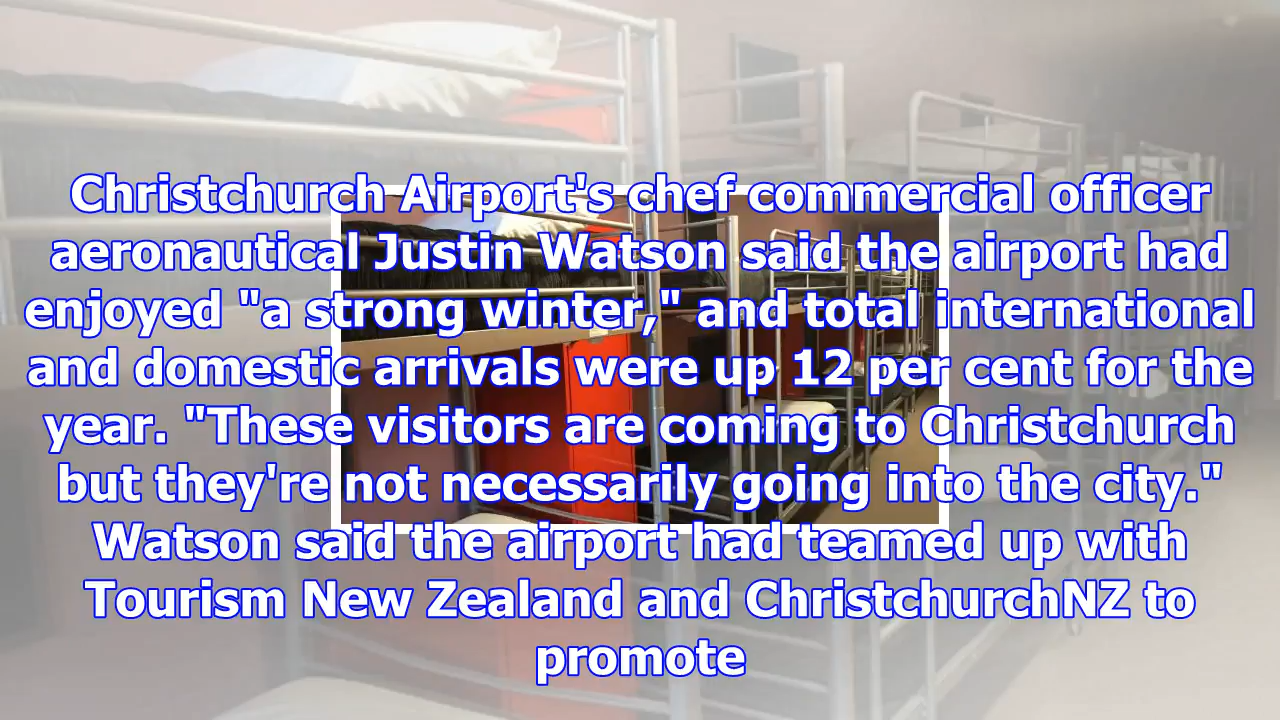 Christchurch Airport's chef commercial officer
aeronautical Justin Watson said the airport had
enjoyed "a strong winter," and total international
and domestic arrivals were up 12 per cent for the
year. "These visitors are coming to Christchurch
but they're not necessarily going into the city."
Watson said the airport had teamed up with
Tourism New Zealand and ChristchurchNZ to
promote